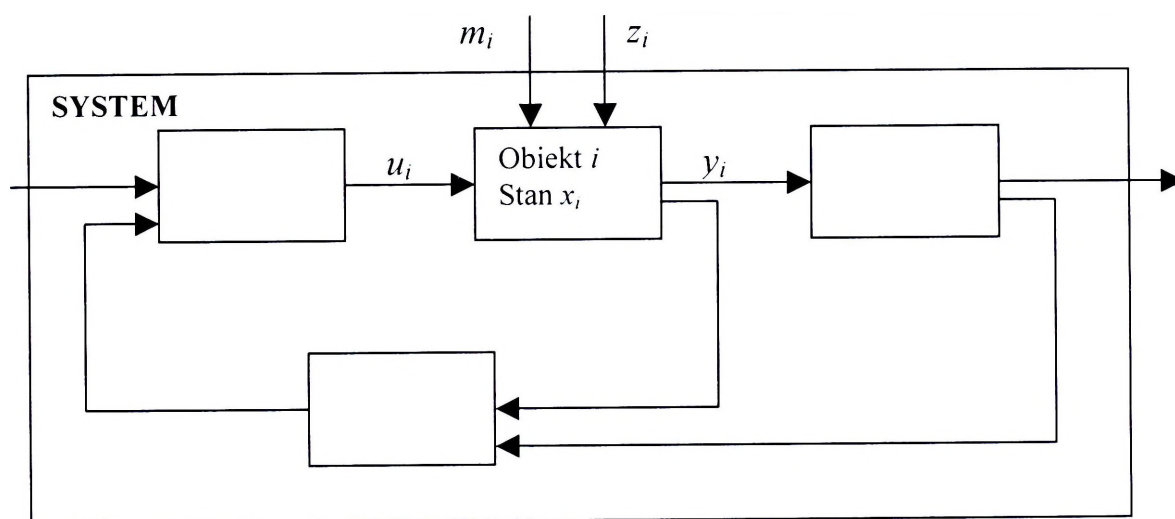 m_i z_i
SYSTEM
u_i
Obiekt i
Stan x_i
y_i